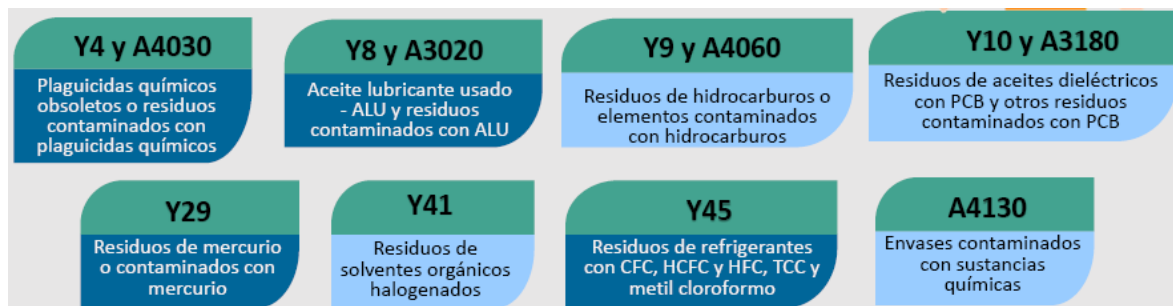 Y4 y A4030
Plaguicidas químicos
obsoletos o residuos
contaminados con
plaguicidas químicos
Y8 y A3020
Aceite lubricante usado
- ALU y residuos
contaminados con ALU
Y9 y A4060
Residuos de hidrocarburos o
elementos contaminados
con hidrocarburos
Y10 y A3180
Residuos de aceites dieléctricos
con PCB y otros residuos
contaminados con PCB
Y29
Residuos de mercurio
o contaminados con
mercurio
Y41
Residuos de
solventes orgánicos
halogenados
Y45
Residuos de refrigerantes
con CFC, HCFC y HFC, TCC y
metil cloroformo
A4130
Envases contaminados
con sustancias
químicas